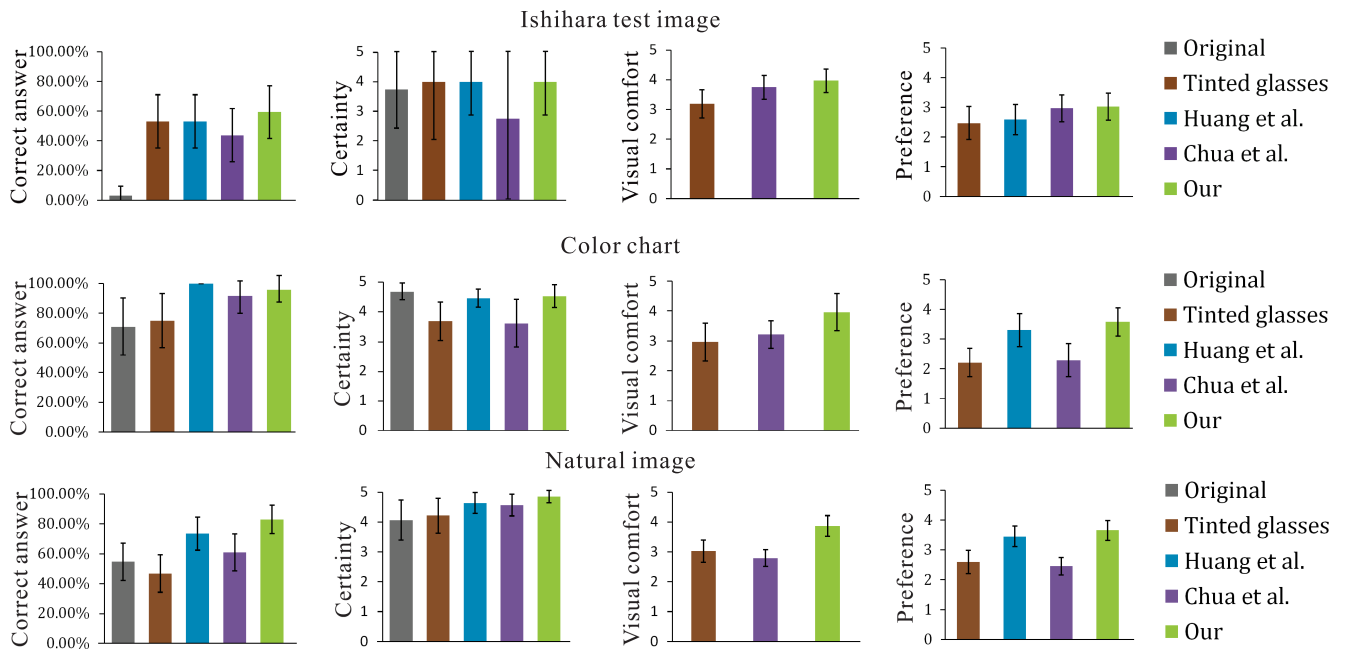 Ishihara test image
Correct answer
100.00%
80.00%
60.00%
40.00%
20.00%
0.00%
Certainty
5
4
3
2
1
0
Visual comfort
5
4
3
2
1
0
Preference
5
4
3
2
1
0
Original
Tinted glasses
Huang et al.
Chua et al.
Our
Color chart
Correct answer
100.00%
80.00%
60.00%
40.00%
20.00%
0.00%
Certainty
5
4
3
2
1
0
Visual comfort
5
4
3
2
1
0
Preference
5
4
3
2
1
0
Original
Tinted glasses
Huang et al.
Chua et al.
Our
Natural image
Correct answer
100.00%
80.00%
60.00%
40.00%
20.00%
0.00%
Certainty
5
4
3
2
1
0
Visual comfort
5
4
3
2
1
0
Preference
5
4
3
2
1
0
Original
Tinted glasses
Huang et al.
Chua et al.
Our